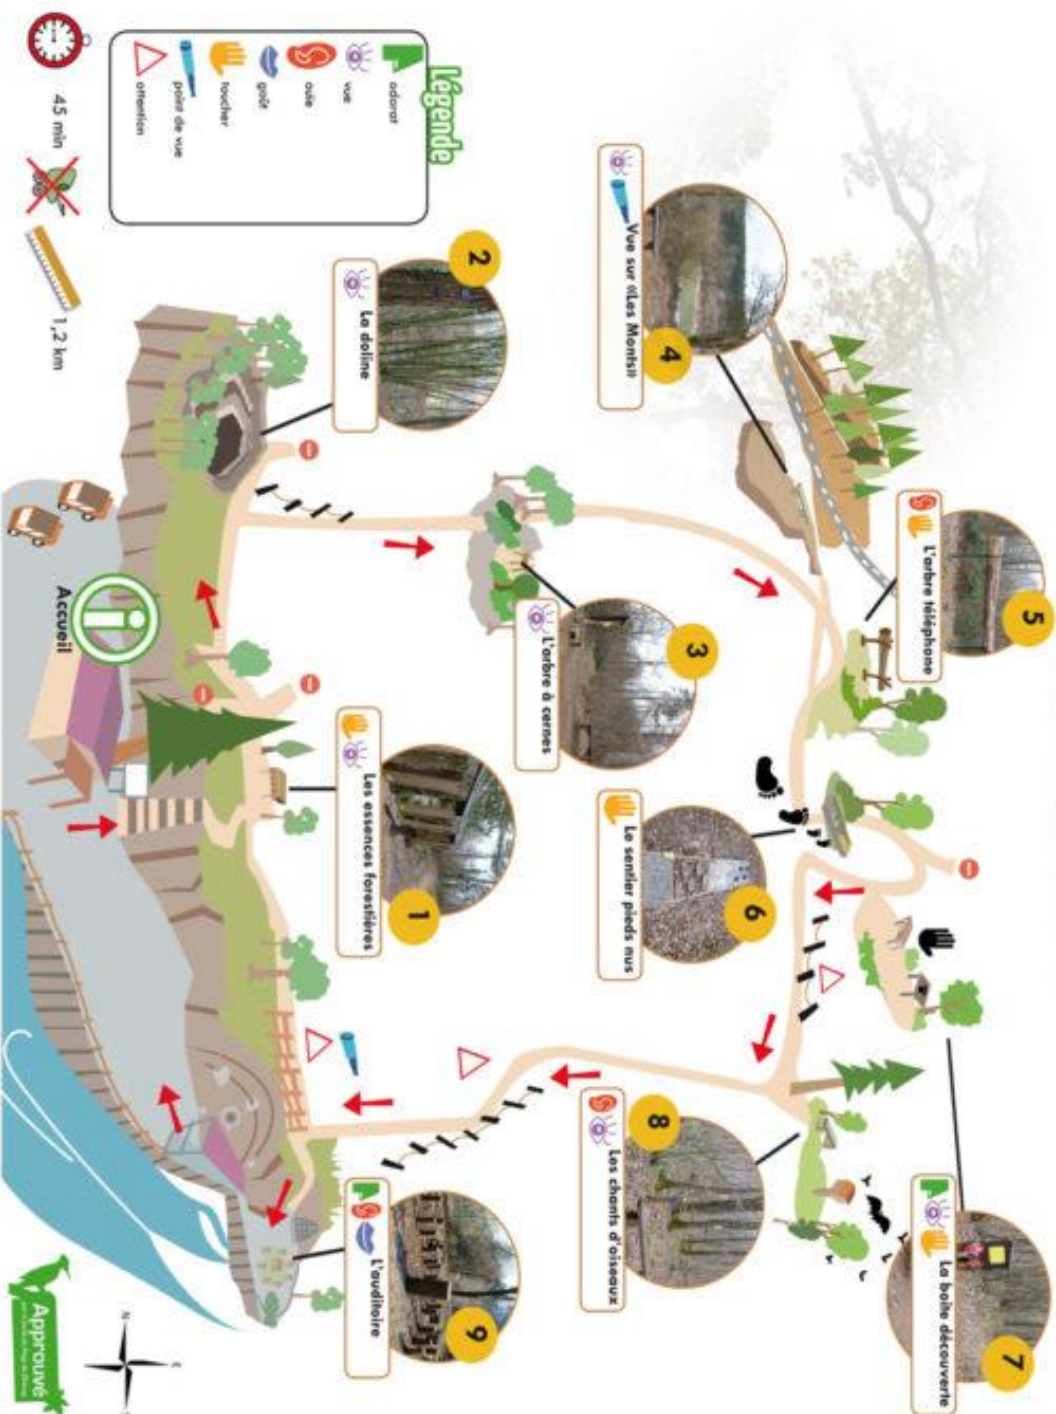 Légende
odorat
vue
ouïe
goût
toucher
point de vue
attention
45 min
1,2 km
Accueil
1
Les essences forestières
2
La doline
3
L'arbre à cernes
4
Vue sur «Les Monts»
5
L'arbre téléphone
6
Le sentier pieds nus
7
La boîte découverte
8
Les chants d'oiseaux
9
L'auditoire
N
Approuvé